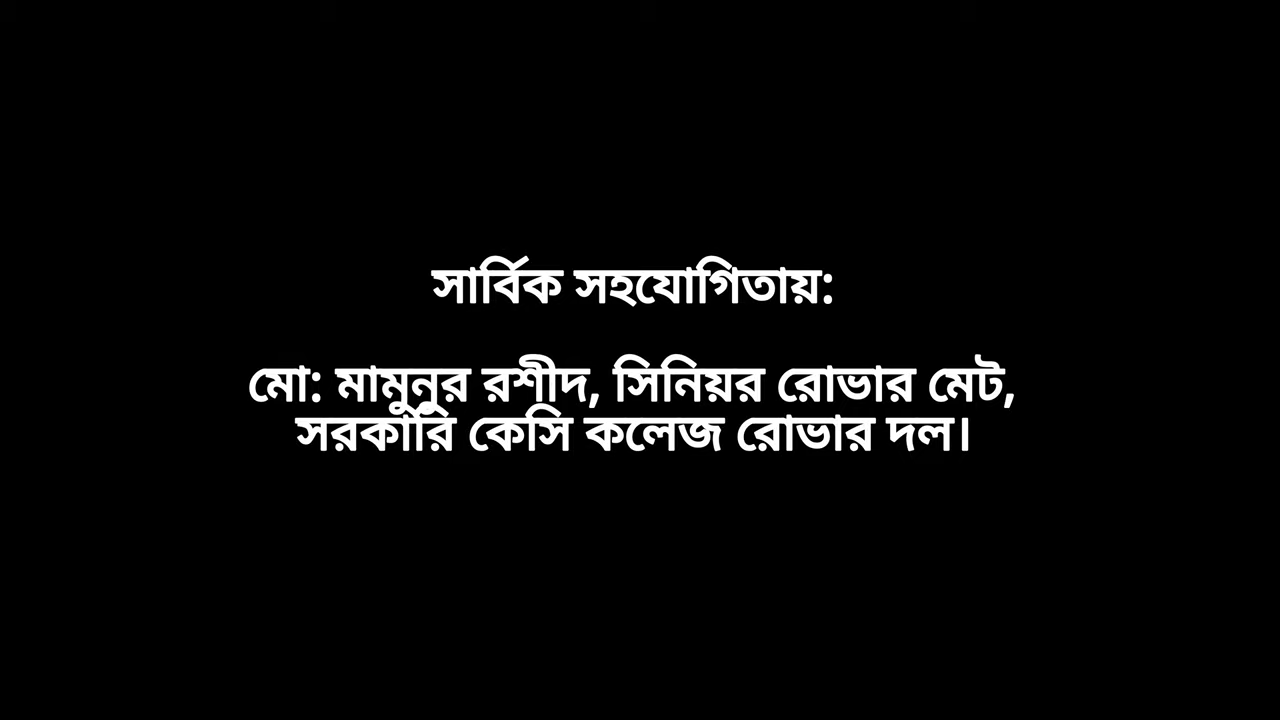 সার্বিক সহযোগিতায়:
মো: মামুনুর রশীদ, সিনিয়র রোভার মেট,
সরকারি কেসি কলেজ রোভার দল।